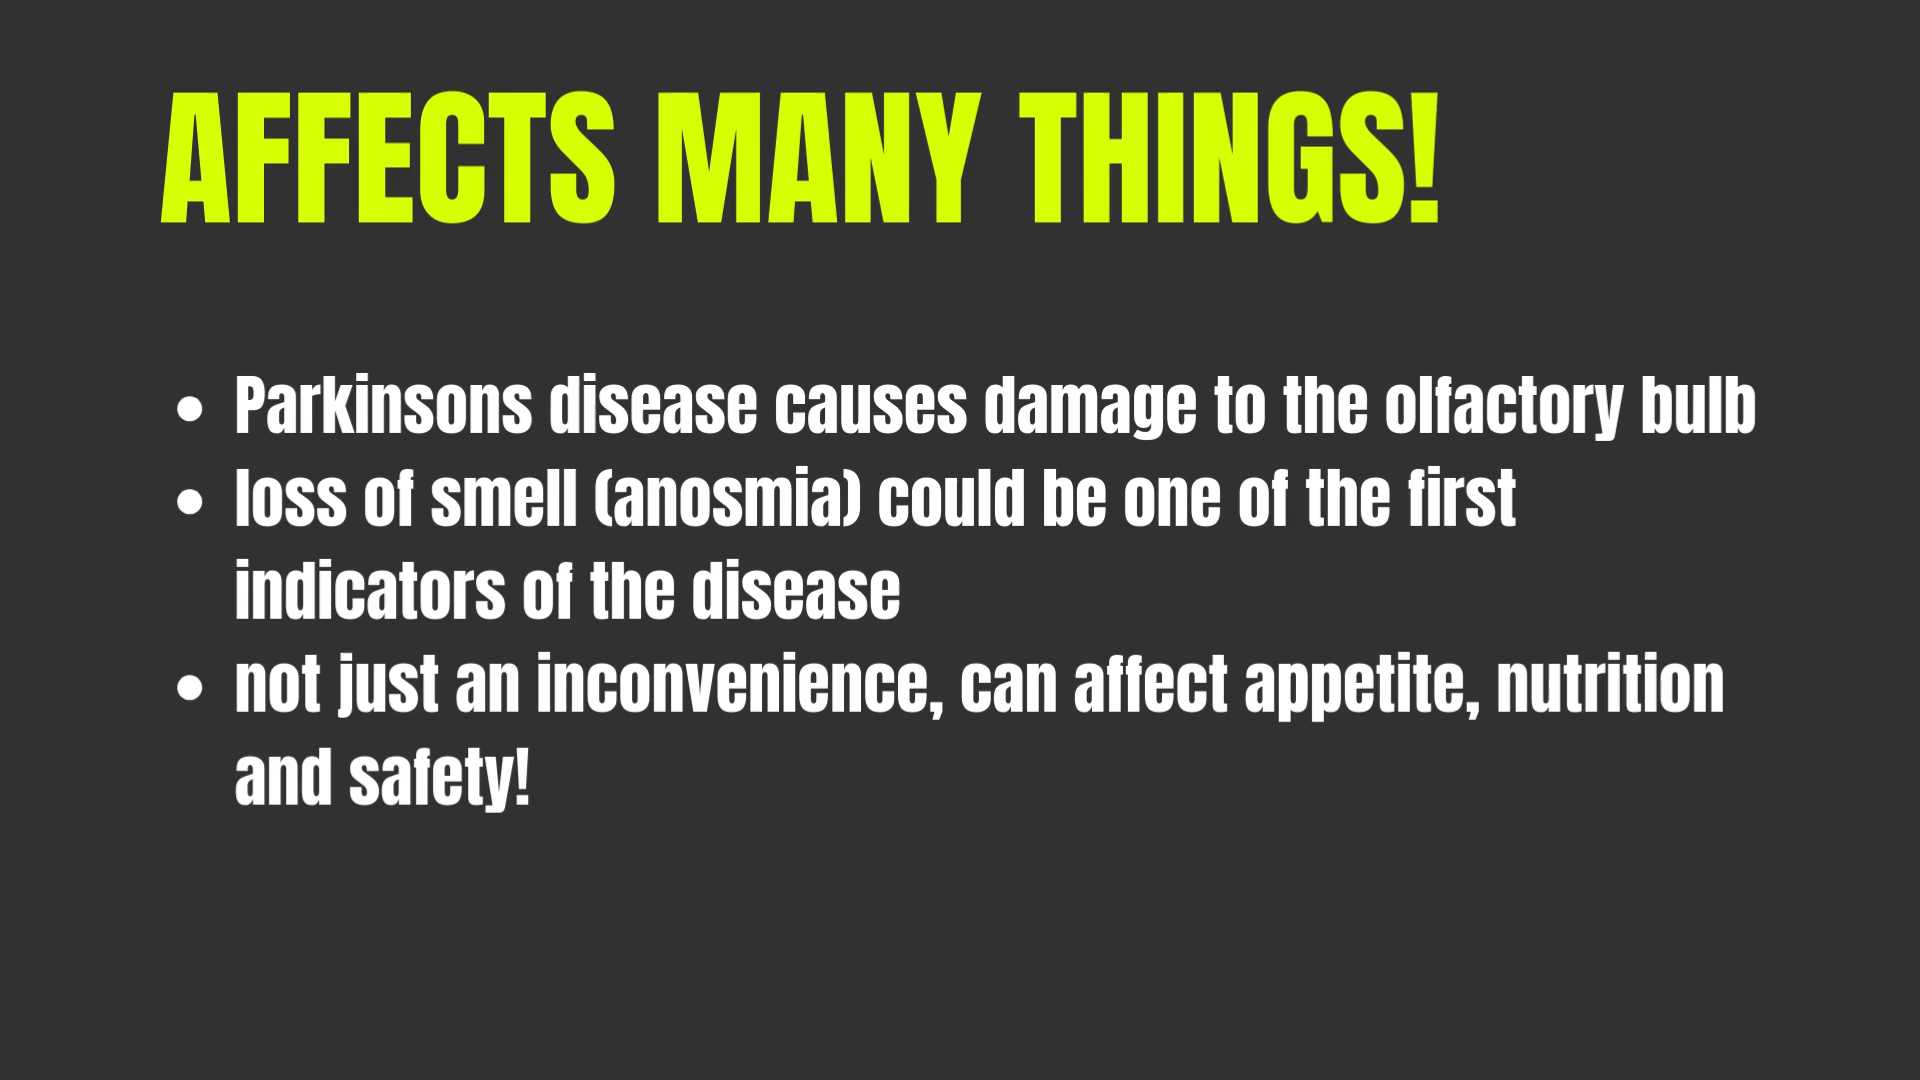 AFFECTS MANY THINGS!
• Parkinsons disease causes damage to the olfactory bulb
• loss of smell (anosmia) could be one of the first
indicators of the disease
• not just an inconvenience, can affect appetite, nutrition
and safety!